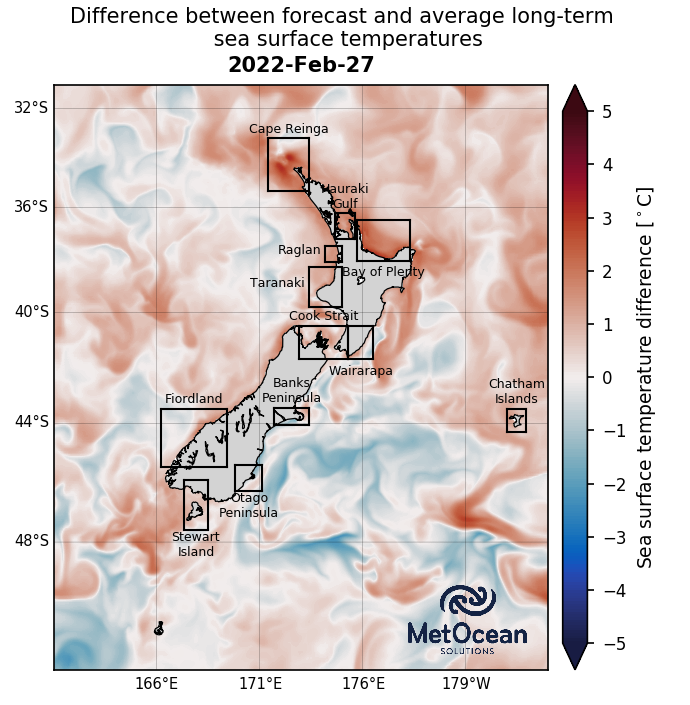 Difference between forecast and average long-term
sea surface temperatures
2022-Feb-27
32°S
36°S
40°S
44°S
48°S
Cape Reinga
Hauraki
Gulf
Raglan
Bay of Plenty
Taranaki
Cook Strait
Wairarapa
Banks
Peninsula
Fiordland
Chatham
Islands
Otago
Peninsula
Stewart
Island
MetOcean
SOLUTIONS
166°E
171°E
176°E
179°W
5
4
3
2
1
0
−1
−2
−3
−4
−5
Sea surface temperature difference [°C]